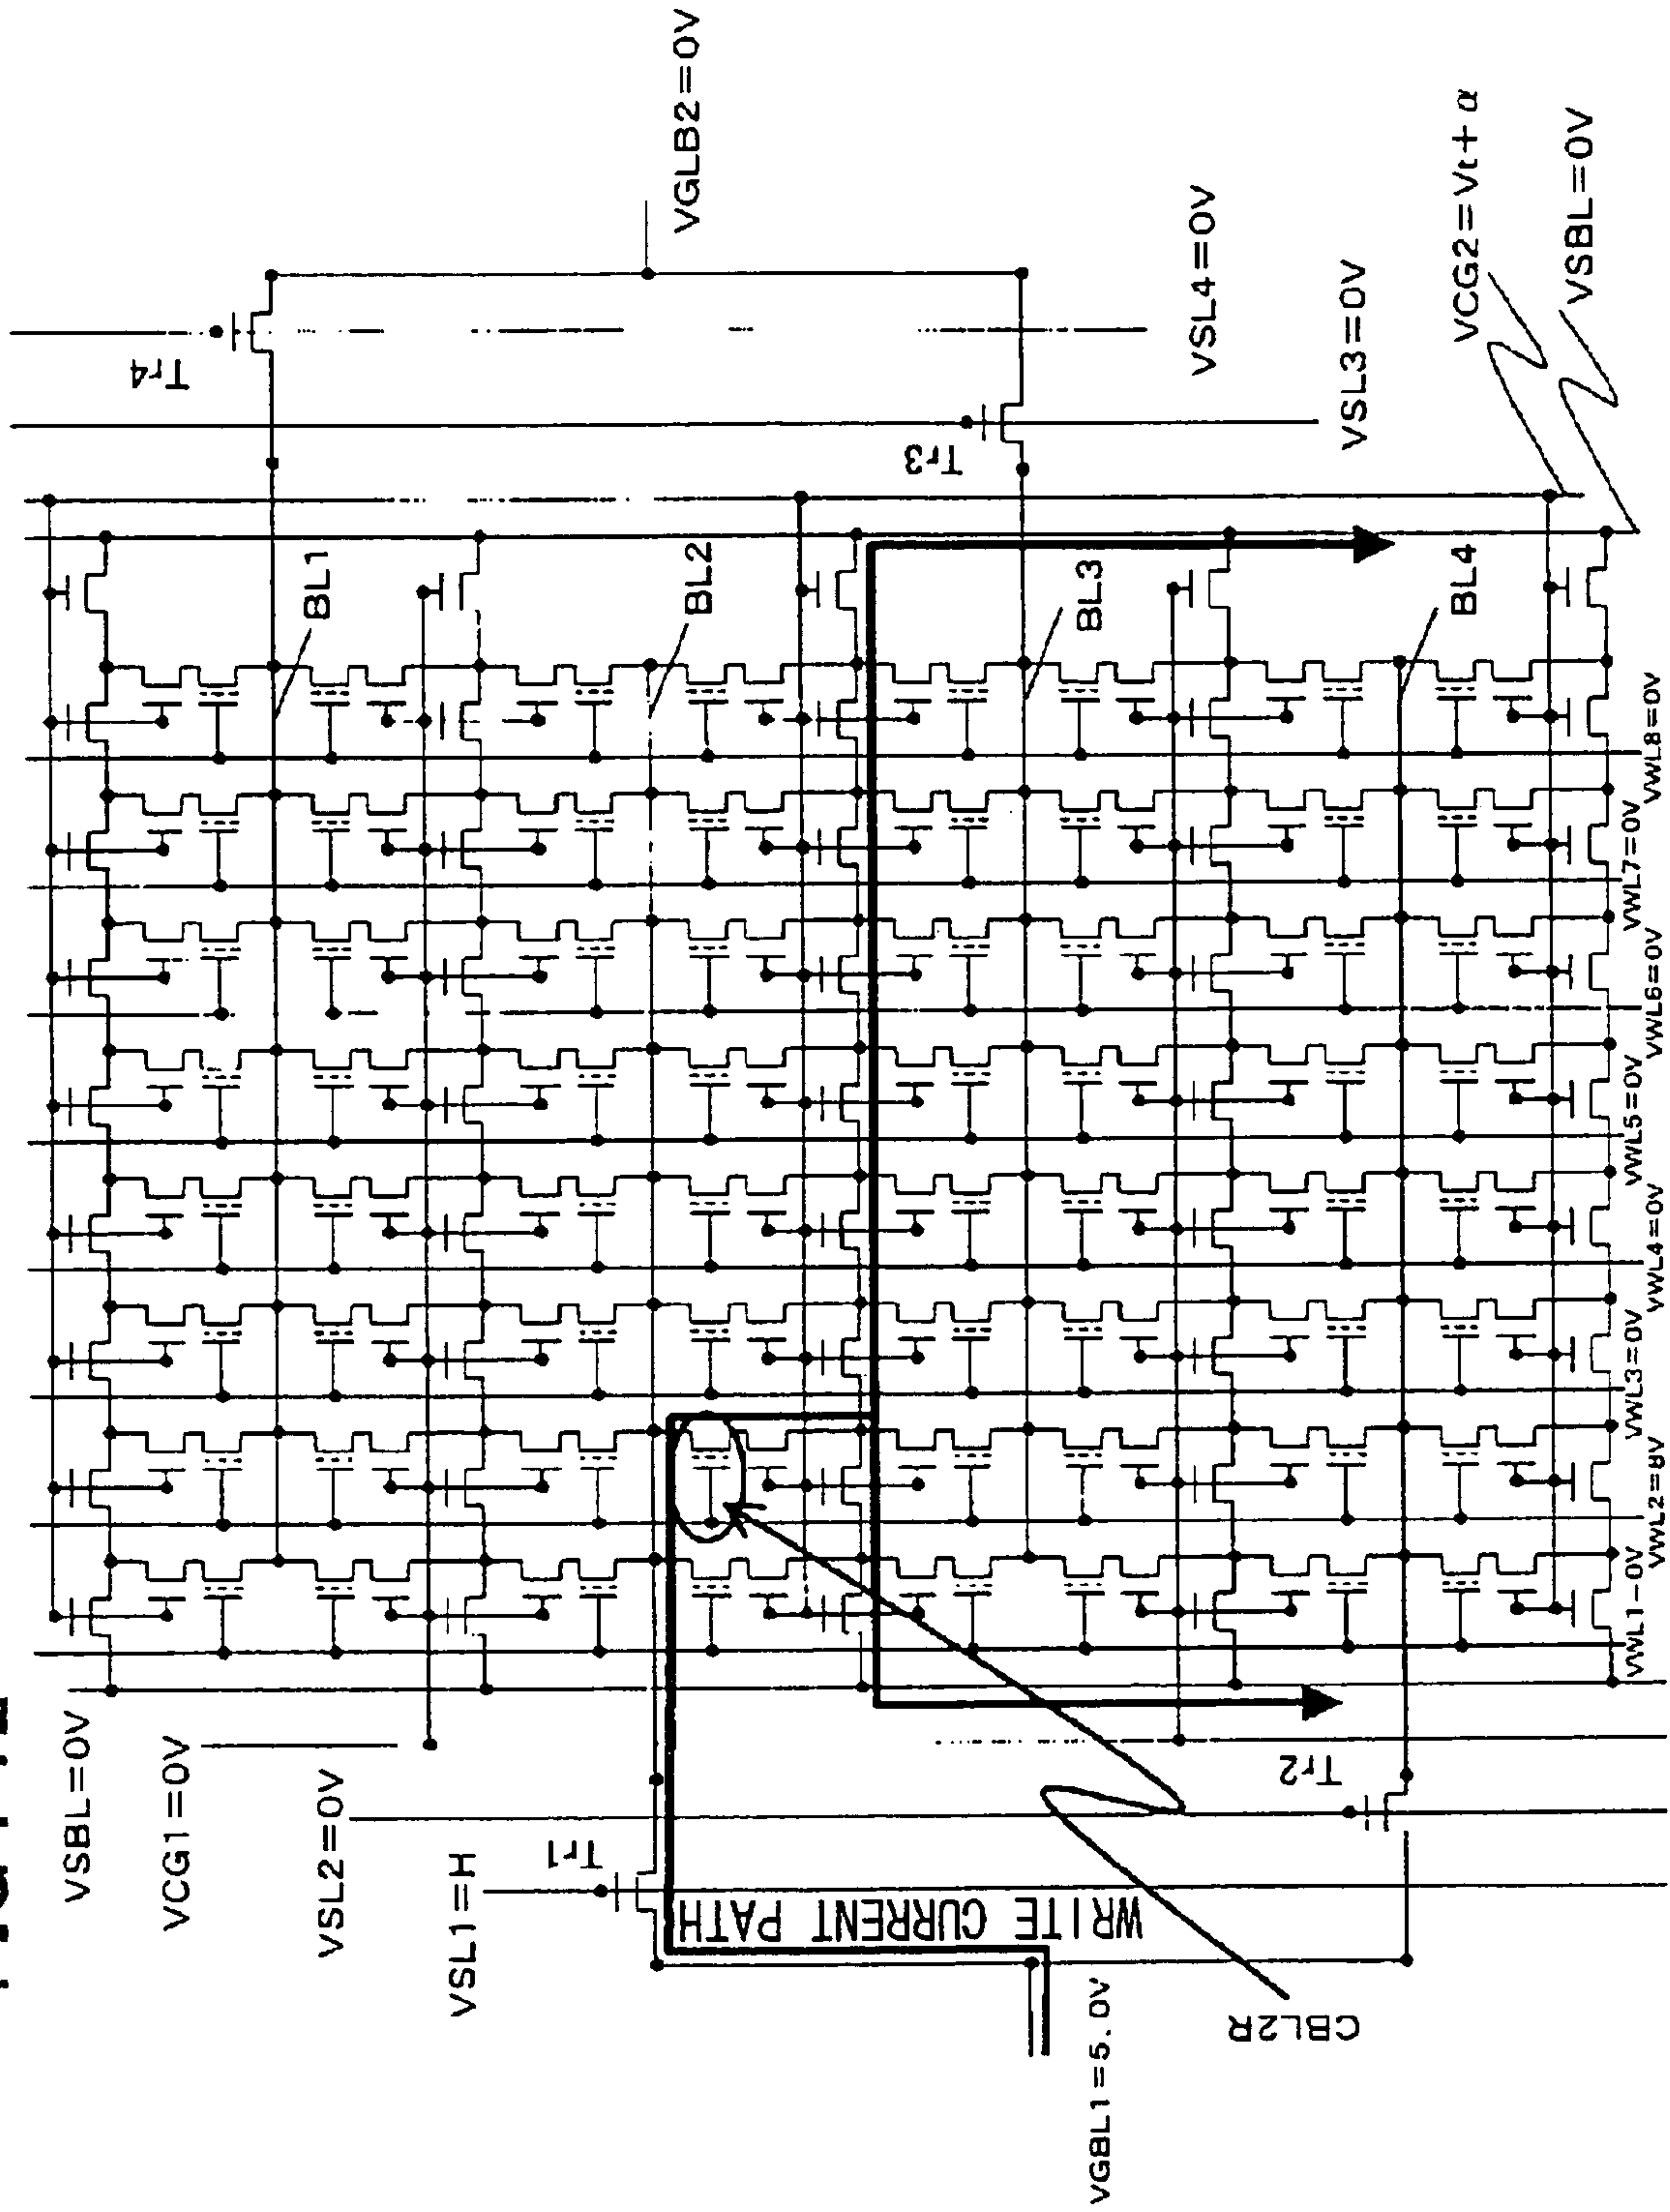 VSBL=0V
VCG1=0V
VSL2=0V
VSL1=H
Tr1
WRITE CURRENT PATH
VGBL1=5.0V
CBL2R
Tr2
BL1
BL2
BL3
BL4
Tr4
Tr3
VGLB2=0V
VSL4=0V
VSL3=0V
VCG2=Vt+α
VSBL=0V
VWL1-0V
VWL2=8V
VWL3=0V
VWL4=0V
VWL5=0V
VWL6=0V
VWL7=0V
VWL8=0V